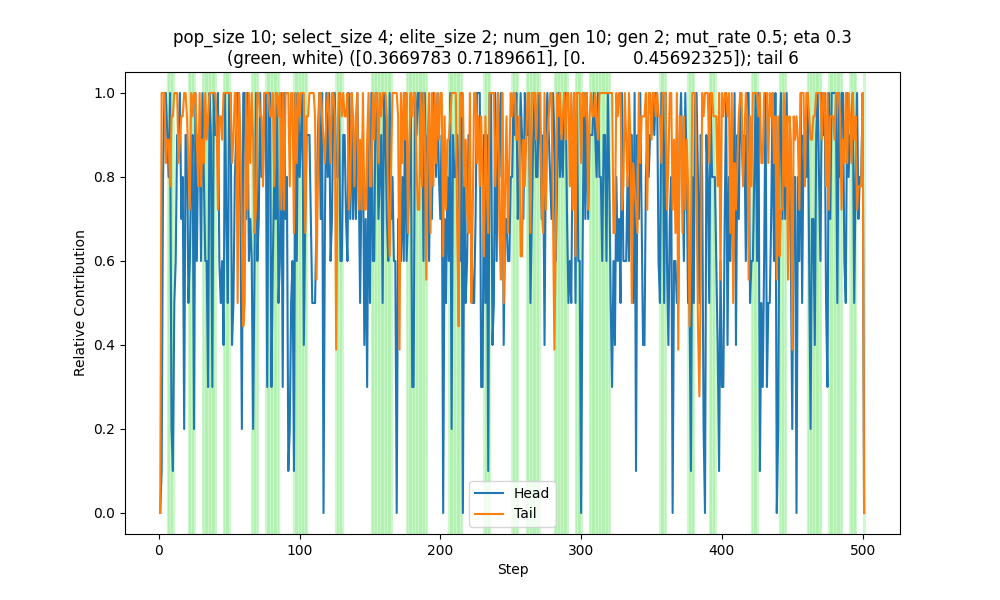 pop_size 10; select_size 4; elite_size 2; num_gen 10; gen 2; mut_rate 0.5; eta 0.3
(green, white) ([0.3669783 0.7189661], [0.          0.45692325]); tail 6
1.0
0.8
0.6
0.4
0.2
0.0
Relative Contribution
Head
Tail
0
100
200
300
400
500
Step